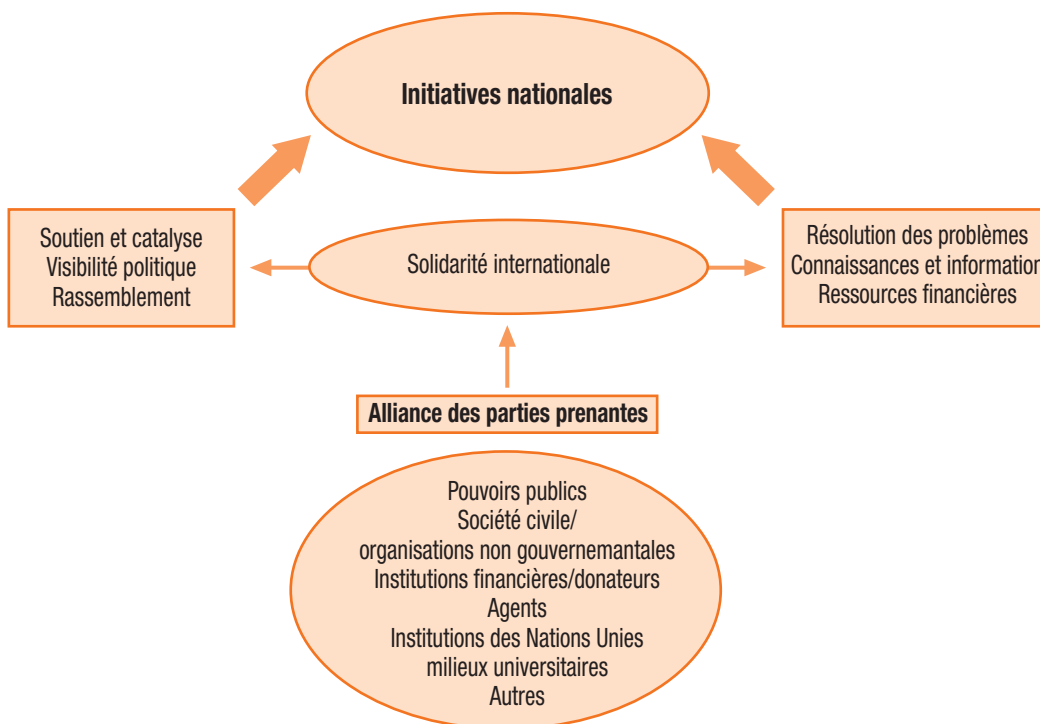 Initiatives nationales
Soutien et catalyse
Visibilité politique
Rassemblement
Solidarité internationale
Résolution des problèmes
Connaissances et information
Ressources financières
Alliance des parties prenantes
Pouvoirs publics
Société civile/
organisations non gouvernemantales
Institutions financières/donateurs
Agents
Institutions des Nations Unies
milieux universitaires
Autres